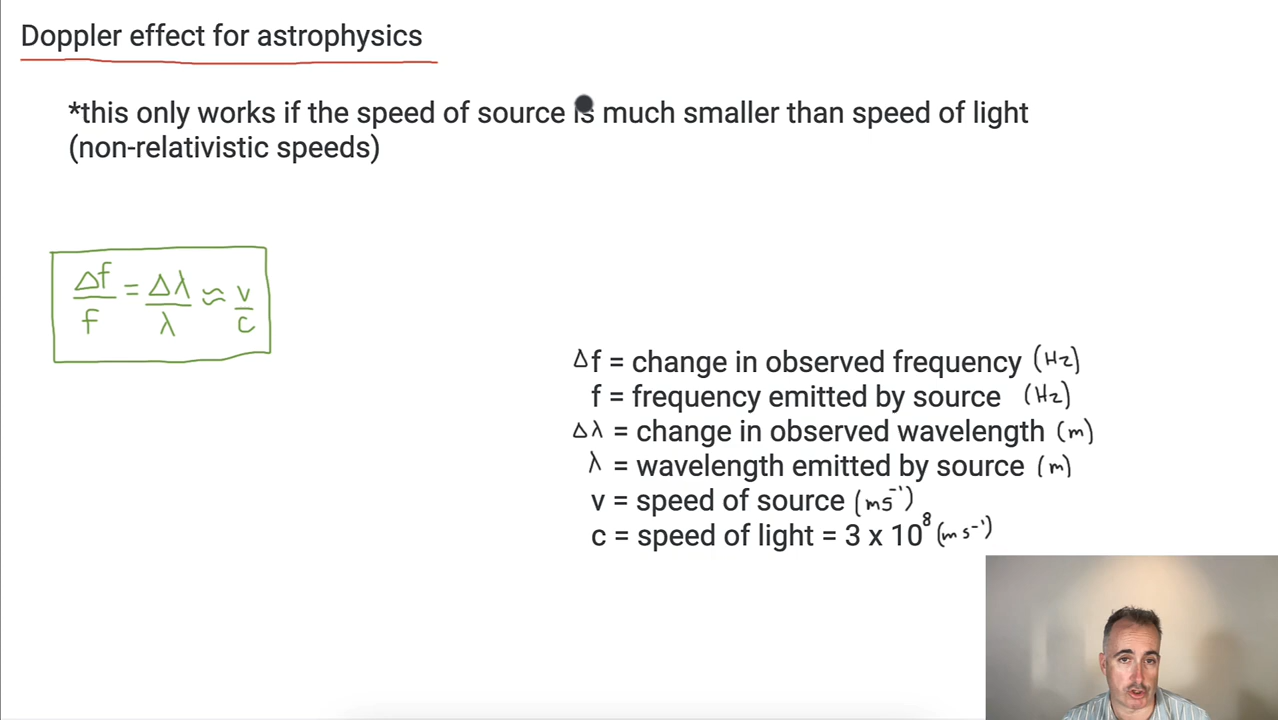 Doppler effect for astrophysics
*this only works if the speed of source is much smaller than speed of light
(non-relativistic speeds)
Δf/f = Δλ/λ ≈ v/c
Δf = change in observed frequency (Hz)
f = frequency emitted by source (Hz)
Δλ = change in observed wavelength (m)
λ = wavelength emitted by source (m)
v = speed of source (ms⁻¹)
c = speed of light = 3 x 10⁸ (ms⁻¹)